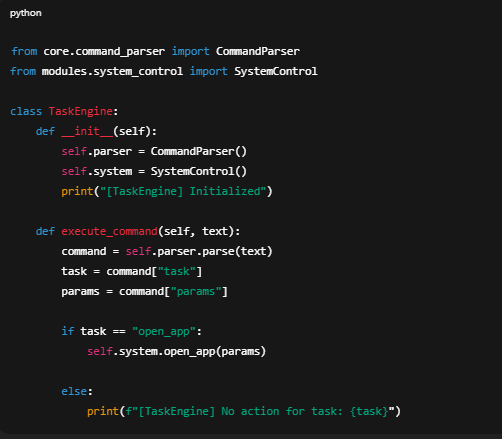 python
from core.command_parser import CommandParser
from modules.system_control import SystemControl
class TaskEngine:
    def __init__(self):
        self.parser = CommandParser()
        self.system = SystemControl()
        print("[TaskEngine] Initialized")
    def execute_command(self, text):
        command = self.parser.parse(text)
        task = command["task"]
        params = command["params"]
        if task == "open_app":
            self.system.open_app(params)
        else:
            print(f"[TaskEngine] No action for task: {task}")